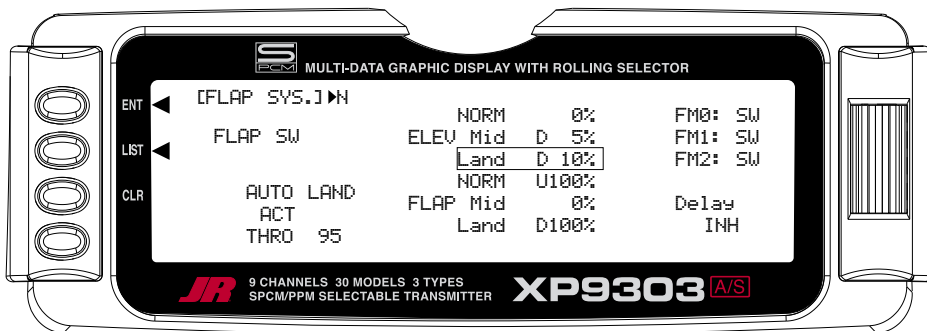 S
PCM
MULTI-DATA GRAPHIC DISPLAY WITH ROLLING SELECTOR
ENT
LIST
CLR
[FLAP SYS.]▶N
FLAP SW
AUTO LAND
ACT
THRO 95
NORM 0%
ELEV Mid D 5%
Land D 10%
NORM U100%
FLAP Mid 0%
Land D100%
FM0: SW
FM1: SW
FM2: SW
Delay
INH
JR
9 CHANNELS 30 MODELS 3 TYPES
SPCM/PPM SELECTABLE TRANSMITTER
XP9303 A/S